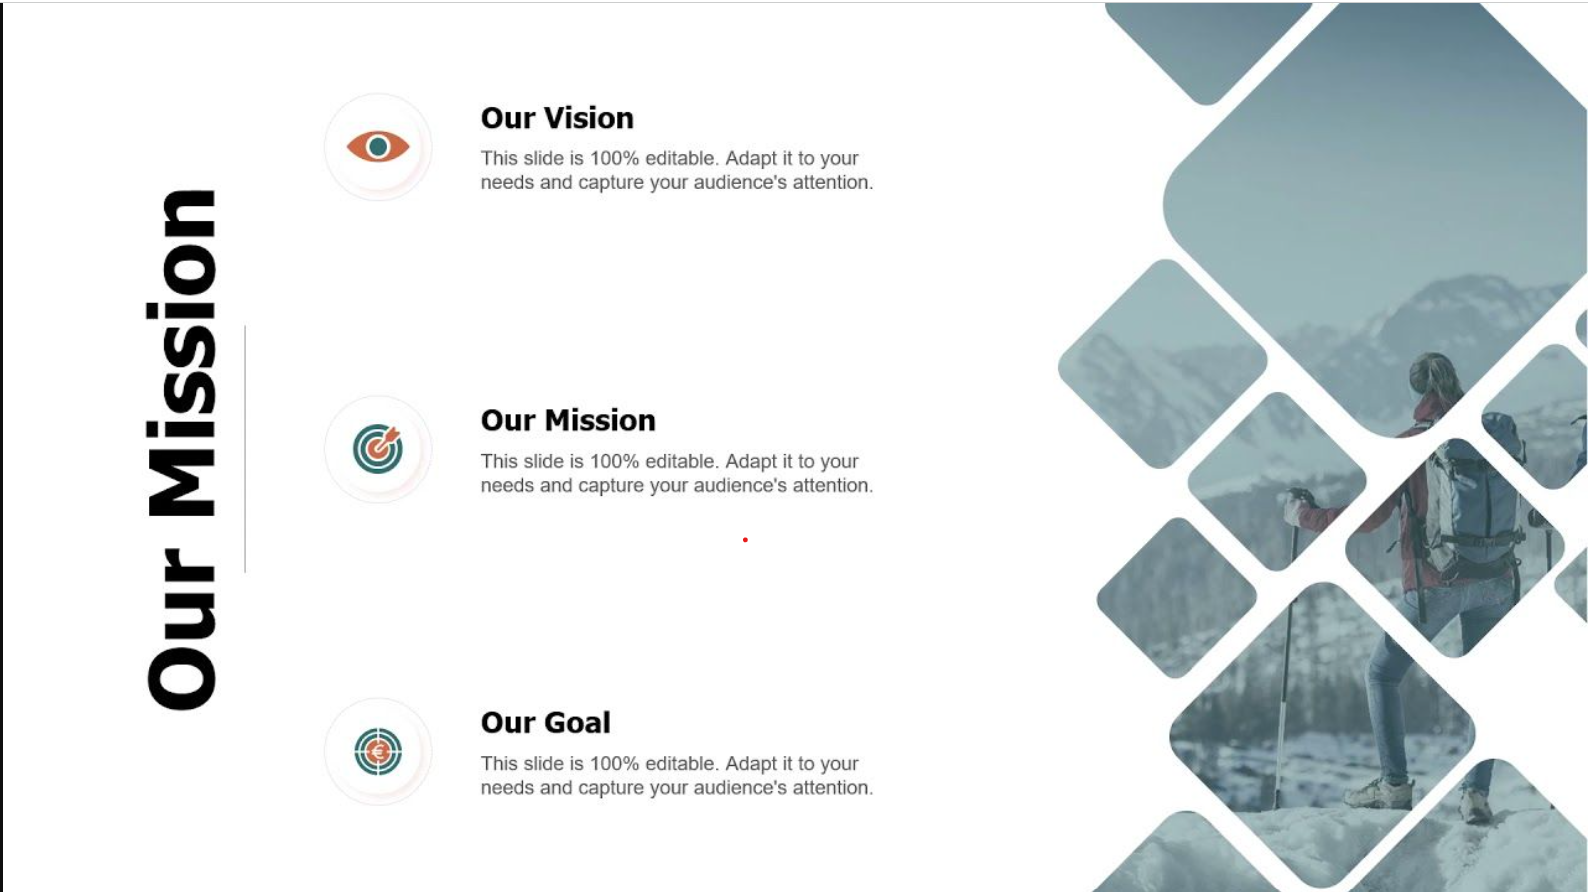 Our Mission
Our Vision
This slide is 100% editable. Adapt it to your
needs and capture your audience's attention.
Our Mission
This slide is 100% editable. Adapt it to your
needs and capture your audience's attention.
€
Our Goal
This slide is 100% editable. Adapt it to your
needs and capture your audience's attention.